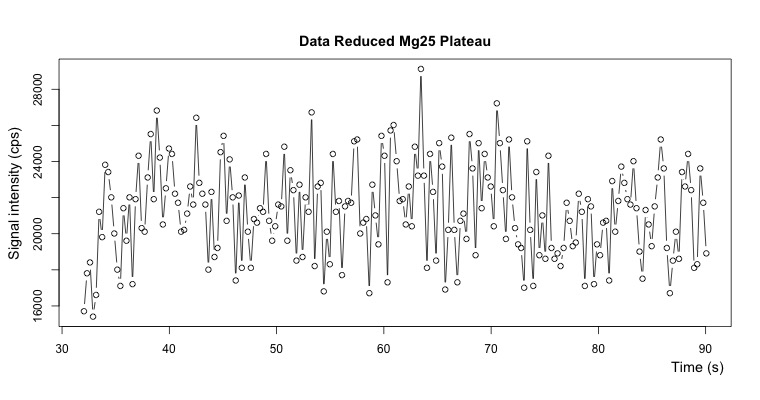 Data Reduced Mg25 Plateau
Signal intensity (cps)
28000
24000
20000
16000
30 40 50 60 70 80 90
Time (s)